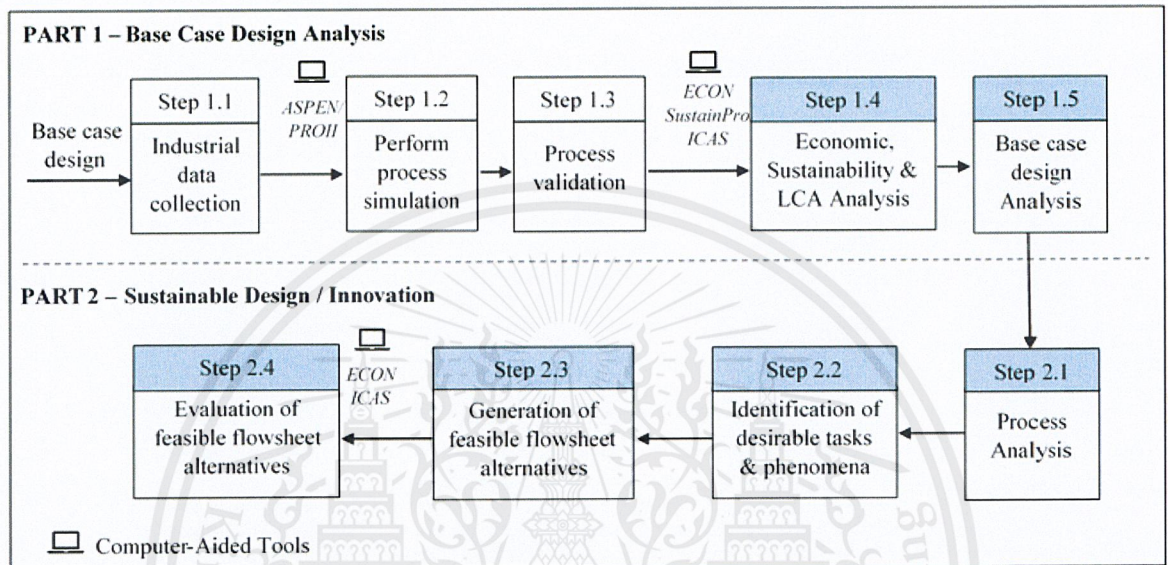 PART 1 – Base Case Design Analysis
Base case
design
Step 1.1
Industrial
data
collection
ASPEN/
PROII
Step 1.2
Perform
process
simulation
Step 1.3
Process
validation
ECON
SustainPro
ICAS
Step 1.4
Economic,
Sustainability &
LCA Analysis
Step 1.5
Base case
design
Analysis
PART 2 – Sustainable Design / Innovation
Step 2.4
Evaluation of
feasible flowsheet
alternatives
ECON
ICAS
Step 2.3
Generation of
feasible flowsheet
alternatives
Step 2.2
Identification of
desirable tasks
& phenomena
Step 2.1
Process
Analysis
Computer-Aided Tools